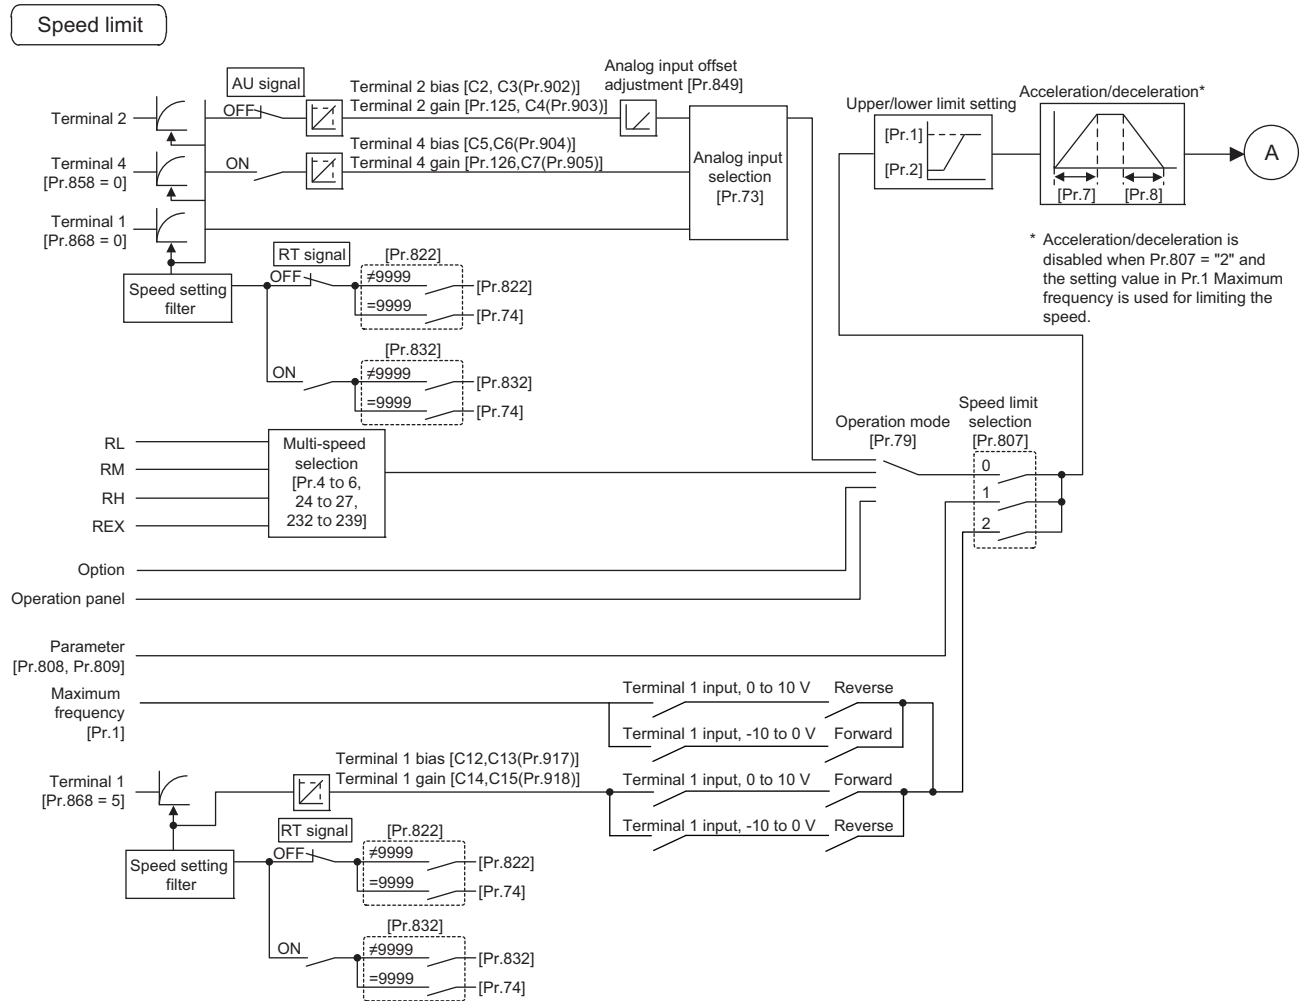 Speed limit
AU signal
Terminal 2 bias [C2, C3(Pr.902)]
Terminal 2 gain [Pr.125, C4(Pr.903)]
Analog input offset
adjustment [Pr.849]
Terminal 2
OFF
Terminal 4 bias [C5,C6(Pr.904)]
Terminal 4 gain [Pr.126,C7(Pr.905)]
Terminal 4
[Pr.858 = 0]
ON
Analog input
selection
[Pr.73]
Terminal 1
[Pr.868 = 0]
Upper/lower limit setting
[Pr.1]
[Pr.2]
Acceleration/deceleration*
[Pr.7]
[Pr.8]
A
* Acceleration/deceleration is
disabled when Pr.807 = "2" and
the setting value in Pr.1 Maximum
frequency is used for limiting the
speed.
Speed setting
filter
RT signal
OFF
[Pr.822]
≠9999
[Pr.822]
=9999
[Pr.74]
ON
[Pr.832]
≠9999
[Pr.832]
=9999
[Pr.74]
RL
RM
RH
REX
Multi-speed
selection
[Pr.4 to 6,
24 to 27,
232 to 239]
Operation mode
[Pr.79]
Speed limit
selection
[Pr.807]
0
1
2
Option
Operation panel
Parameter
[Pr.808, Pr.809]
Maximum
frequency
[Pr.1]
Terminal 1 input, 0 to 10 V
Reverse
Terminal 1 input, -10 to 0 V
Forward
Terminal 1 bias [C12,C13(Pr.917)]
Terminal 1 gain [C14,C15(Pr.918)]
Terminal 1
[Pr.868 = 5]
Terminal 1 input, 0 to 10 V
Forward
Terminal 1 input, -10 to 0 V
Reverse
Speed setting
filter
RT signal
OFF
[Pr.822]
≠9999
[Pr.822]
=9999
[Pr.74]
ON
[Pr.832]
≠9999
[Pr.832]
=9999
[Pr.74]